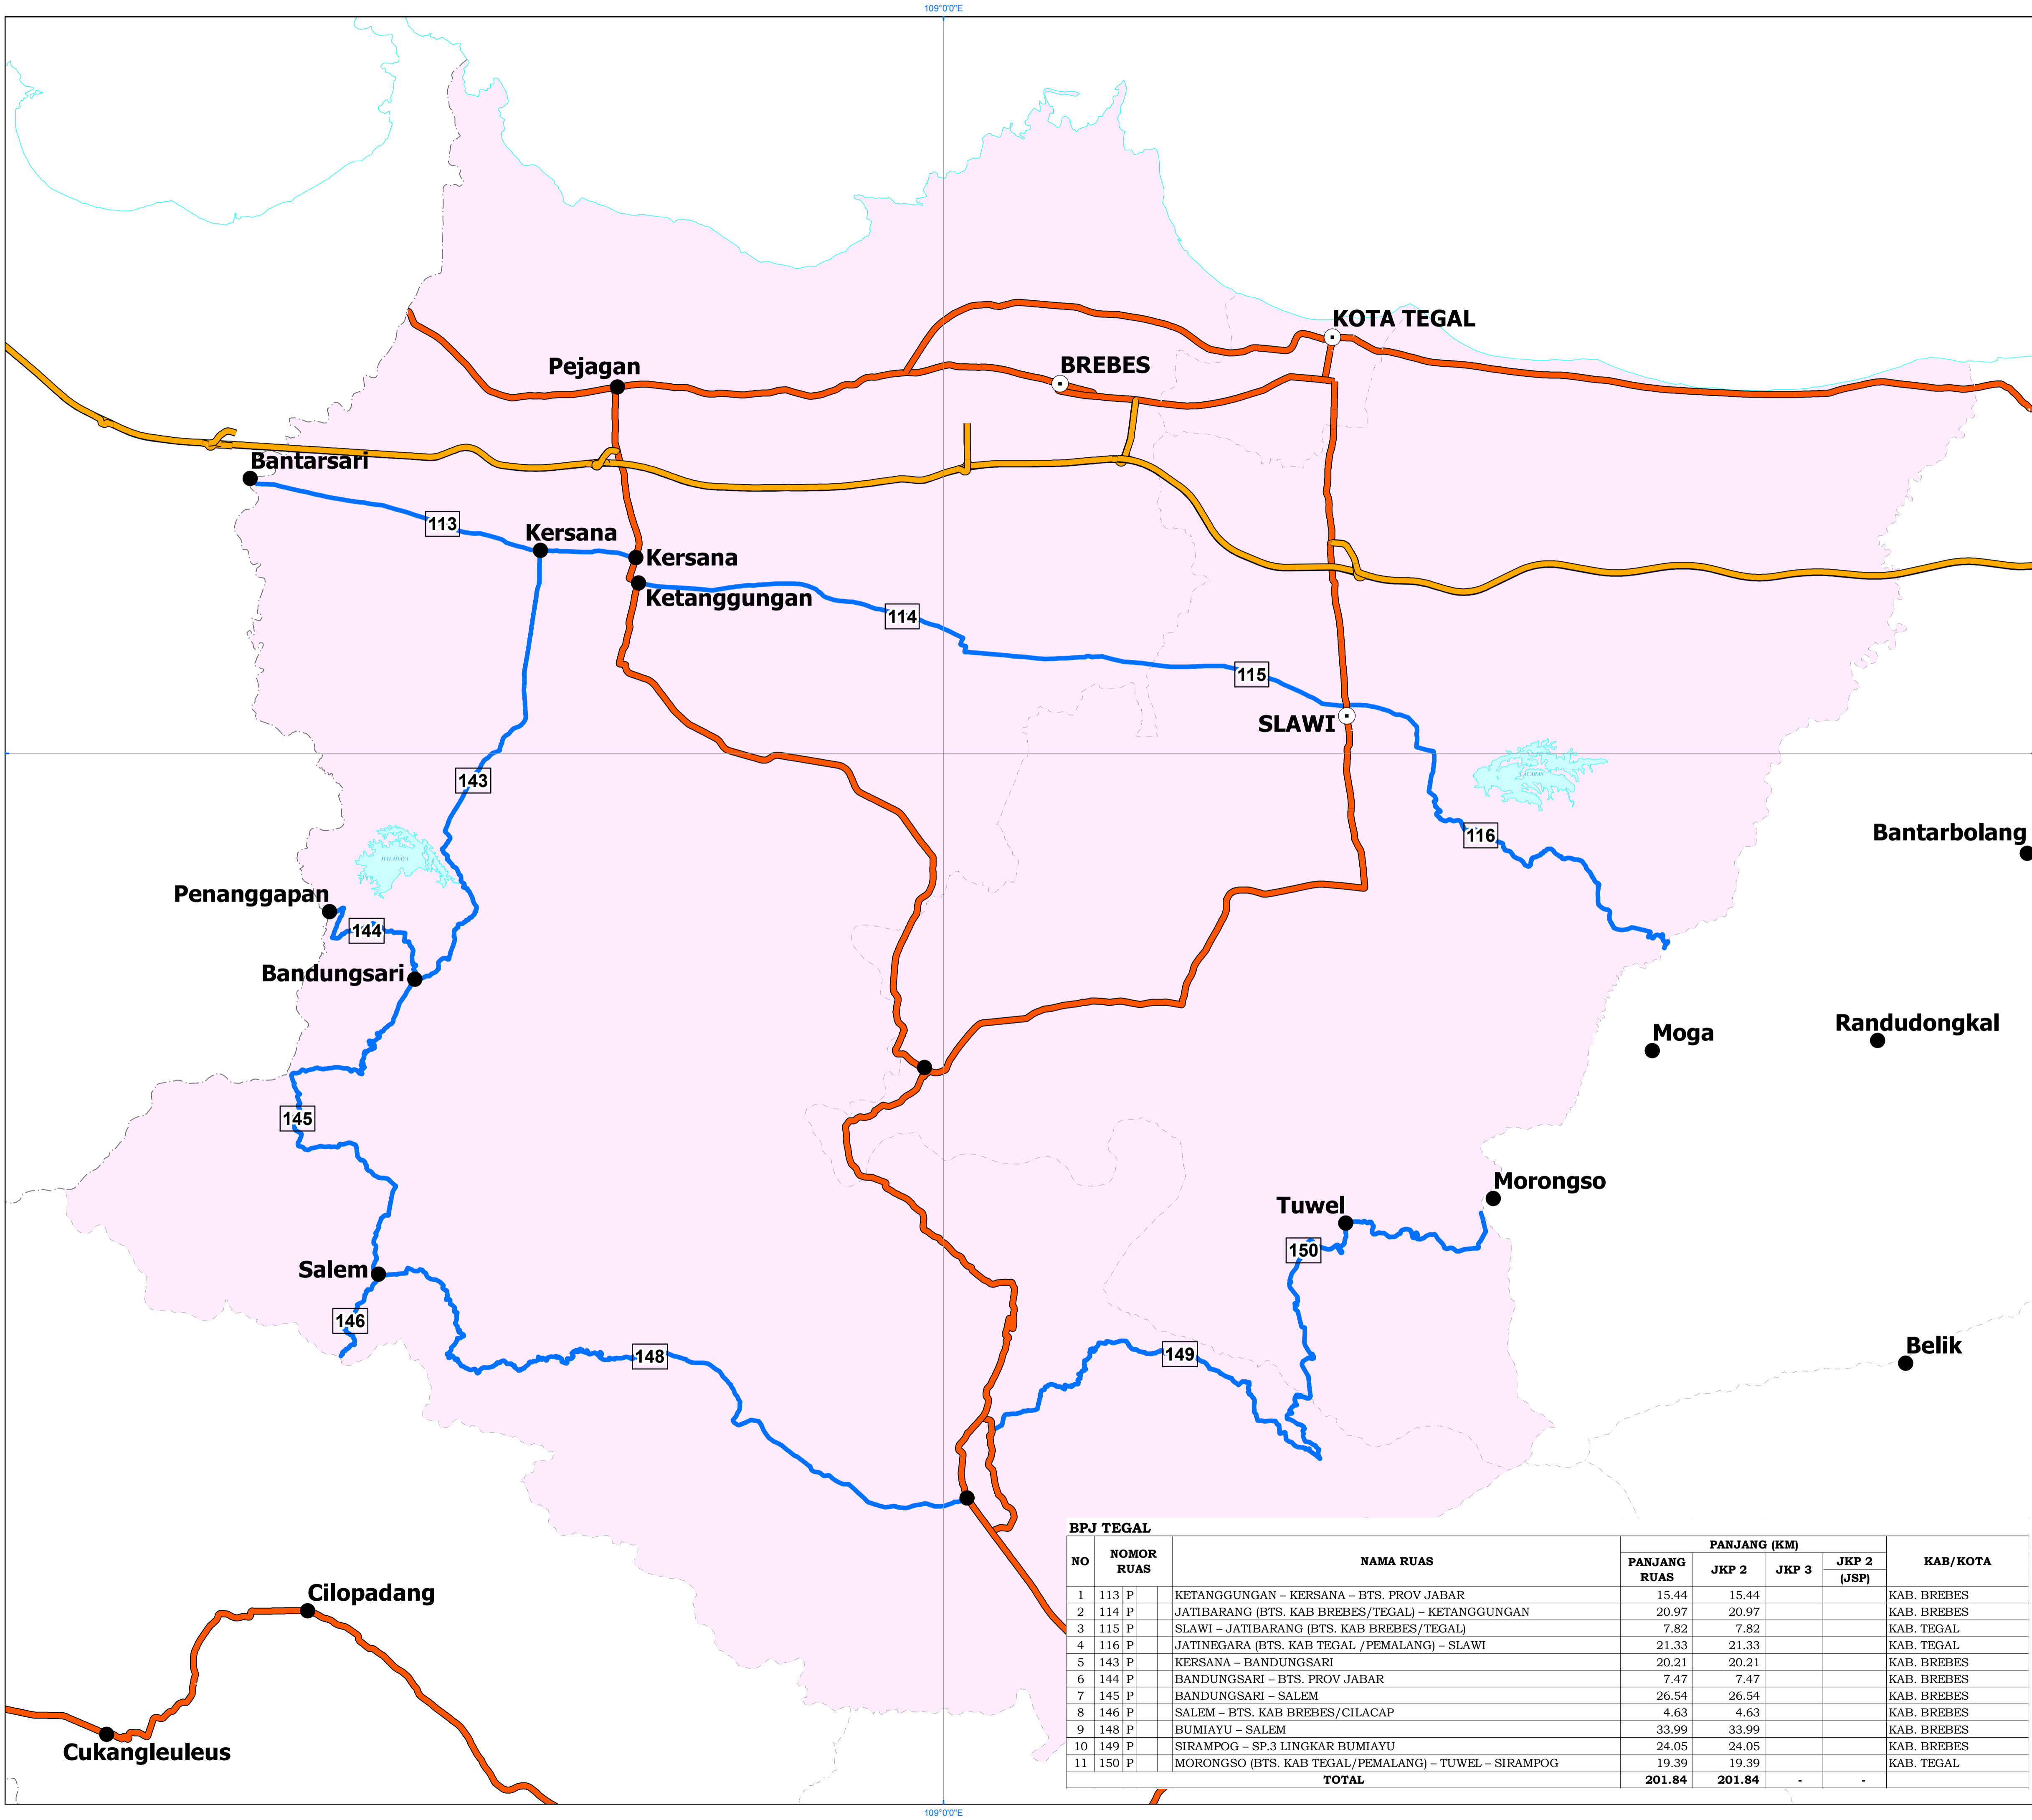 109°0'0"E
KOTA TEGAL
Pejagan
BREBES
Bantarsari
113
Kersana
Kersana
Ketanggungan
114
115
SLAWI
143
CACABAN
116
Bantarbolang
MALAHAYU
Penanggapan
144
Bandungsari
Moga
Randudongkal
145
Morongso
Tuwel
150
Salem
146
148
149
Belik
Cilopadang
Cukangleuleus
BPJ TEGAL
NO NOMOR RUAS NAMA RUAS PANJANG (KM) KAB/KOTA
PANJANG RUAS JKP 2 JKP 3 JKP 2 (JSP)
1 113 P KETANGGUNGAN – KERSANA – BTS. PROV JABAR 15.44 15.44 KAB. BREBES
2 114 P JATIBARANG (BTS. KAB BREBES/TEGAL) – KETANGGUNGAN 20.97 20.97 KAB. BREBES
3 115 P SLAWI – JATIBARANG (BTS. KAB BREBES/TEGAL) 7.82 7.82 KAB. TEGAL
4 116 P JATINEGARA (BTS. KAB TEGAL /PEMALANG) – SLAWI 21.33 21.33 KAB. TEGAL
5 143 P KERSANA – BANDUNGSARI 20.21 20.21 KAB. BREBES
6 144 P BANDUNGSARI – BTS. PROV JABAR 7.47 7.47 KAB. BREBES
7 145 P BANDUNGSARI – SALEM 26.54 26.54 KAB. BREBES
8 146 P SALEM – BTS. KAB BREBES/CILACAP 4.63 4.63 KAB. BREBES
9 148 P BUMIAYU – SALEM 33.99 33.99 KAB. BREBES
10 149 P SIRAMPOG – SP.3 LINGKAR BUMIAYU 24.05 24.05 KAB. BREBES
11 150 P MORONGSO (BTS. KAB TEGAL/PEMALANG) – TUWEL – SIRAMPOG 19.39 19.39 KAB. TEGAL
TOTAL 201.84 201.84 - -
109°0'0"E